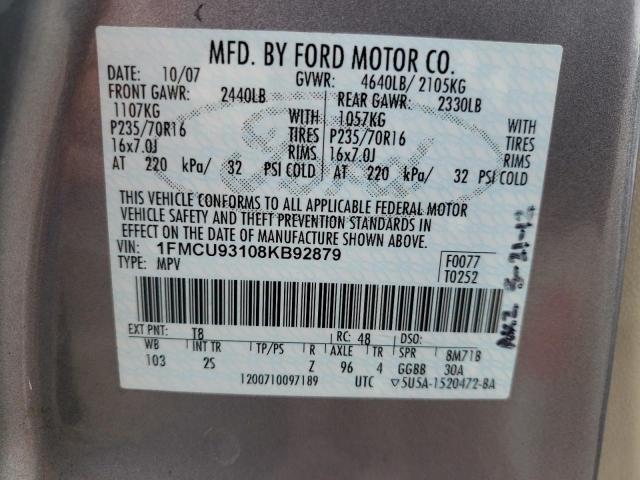 MFD. BY FORD MOTOR CO.
DATE: 10/07 GVWR: 4640LB/ 2105KG
FRONT GAWR: 2440LB REAR GAWR: 2330LB
1107KG WITH 1057KG WITH
P235/70R16 TIRES P235/70R16 TIRES
16x7.0J RIMS 16x7.0J RIMS
AT 220 kPa/ 32 PSI COLD AT 220 kPa/ 32 PSI COLD
Ford
THIS VEHICLE CONFORMS TO ALL APPLICABLE FEDERAL MOTOR
VEHICLE SAFETY AND THEFT PREVENTION STANDARDS IN
EFFECT ON THE DATE OF MANUFACTURE SHOWN ABOVE.
VIN: 1FMCU93108KB92879 F0077
TYPE: MPV T0252
EXT PNT: T8 RC: 48 DSO:
WB INT TR TP/PS R AXLE TR SPR 8M71B
103 2S Z 96 4 GGBB 30A
1200710097189 UTC ▽5U5A-1520472-BA